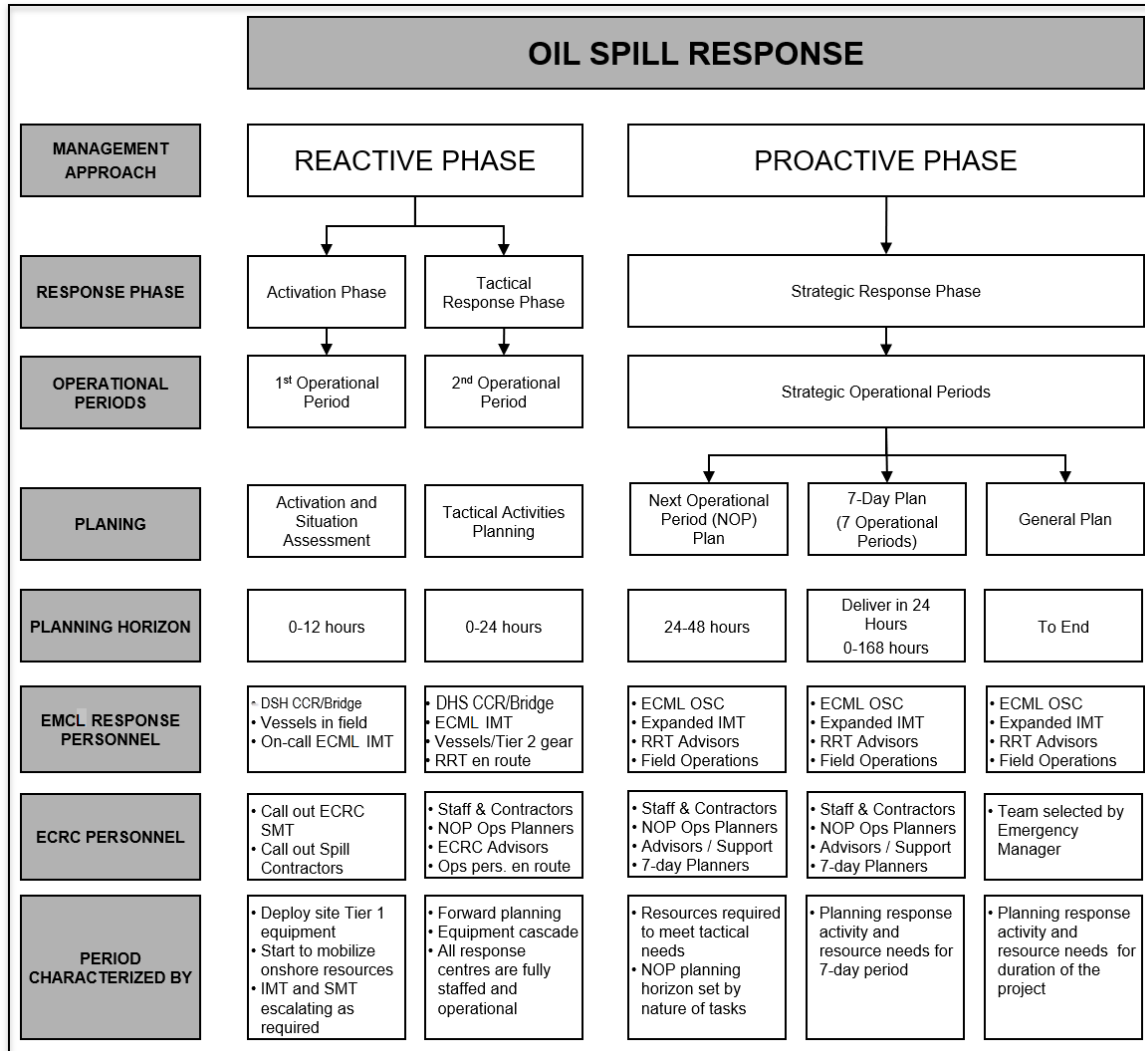 OIL SPILL RESPONSE
MANAGEMENT
APPROACH
REACTIVE PHASE
PROACTIVE PHASE
RESPONSE PHASE
Activation Phase
Tactical
Response Phase
Strategic Response Phase
OPERATIONAL
PERIODS
1st Operational
Period
2nd Operational
Period
Strategic Operational Periods
PLANING
Activation and
Situation
Assessment
Tactical Activities
Planning
Next Operational
Period (NOP)
Plan
7-Day Plan
(7 Operational
Periods)
General Plan
PLANNING HORIZON
0-12 hours
0-24 hours
24-48 hours
Deliver in 24
Hours
0-168 hours
To End
EMCL RESPONSE
PERSONNEL
• DSH CCR/Bridge
• Vessels in field
• On-call ECML IMT
• DHS CCR/Bridge
• ECML IMT
• Vessels/Tier 2 gear
• RRT en route
• ECML OSC
• Expanded IMT
• RRT Advisors
• Field Operations
• ECML OSC
• Expanded IMT
• RRT Advisors
• Field Operations
• ECML OSC
• Expanded IMT
• RRT Advisors
• Field Operations
ECRC PERSONNEL
• Call out ECRC
SMT
• Call out Spill
Contractors
• Staff & Contractors
• NOP Ops Planners
• ECRC Advisors
• Ops pers. en route
• Staff & Contractors
• NOP Ops Planners
• Advisors / Support
• 7-day Planners
• Staff & Contractors
• NOP Ops Planners
• Advisors / Support
• 7-day Planners
• Team selected by
Emergency
Manager
PERIOD
CHARACTERIZED BY
• Deploy site Tier 1
equipment
• Start to mobilize
onshore resources
• IMT and SMT
escalating as
required
• Forward planning
• Equipment cascade
• All response
centres are fully
staffed and
operational
• Resources required
to meet tactical
needs
• NOP planning
horizon set by
nature of tasks
• Planning response
activity and
resource needs for
7-day period
• Planning response
activity and
resource needs for
duration of the
project